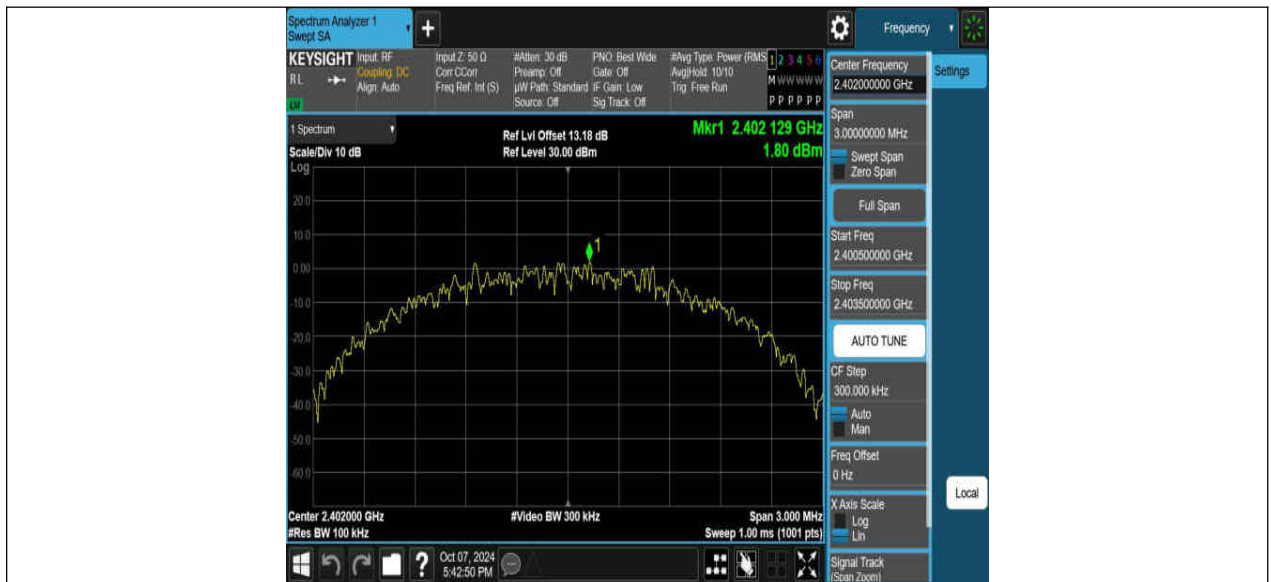 Spectrum Analyzer 1
Swept SA
+
Frequency
KEYSIGHT
RL
Input: RF
Coupling: DC
Align: Auto
Input Z: 50 Ω
Corr CCorr
Freq Ref: Int (S)
#Atten: 30 dB
Preamp: Off
µW Path: Standard
Source: Off
PNO: Best Wide
Gate: Off
IF Gain: Low
Sig Track: Off
#Avg Type: Power (RMS
Avg|Hold: 10/10
Trig: Free Run
1 2 3 4 5 6
M W W W W W
P P P P P P
Center Frequency
2.402000000 GHz
Settings
1 Spectrum
Scale/Div 10 dB
Log
Ref Lvl Offset 13.18 dB
Ref Level 30.00 dBm
Mkr1 2.402 129 GHz
1.80 dBm
Span
3.00000000 MHz
Swept Span
Zero Span
Full Span
Start Freq
2.400500000 GHz
Stop Freq
2.403500000 GHz
AUTO TUNE
CF Step
300.000 kHz
Auto
Man
Freq Offset
0 Hz
X Axis Scale
Log
Lin
Signal Track
(Span Zoom)
Local
20.0
10.0
0.00
-10.0
-20.0
-30.0
-40.0
-50.0
-60.0
1
Center 2.402000 GHz
#Res BW 100 kHz
#Video BW 300 kHz
Span 3.000 MHz
Sweep 1.00 ms (1001 pts)
?
Oct 07, 2024
5:42:50 PM